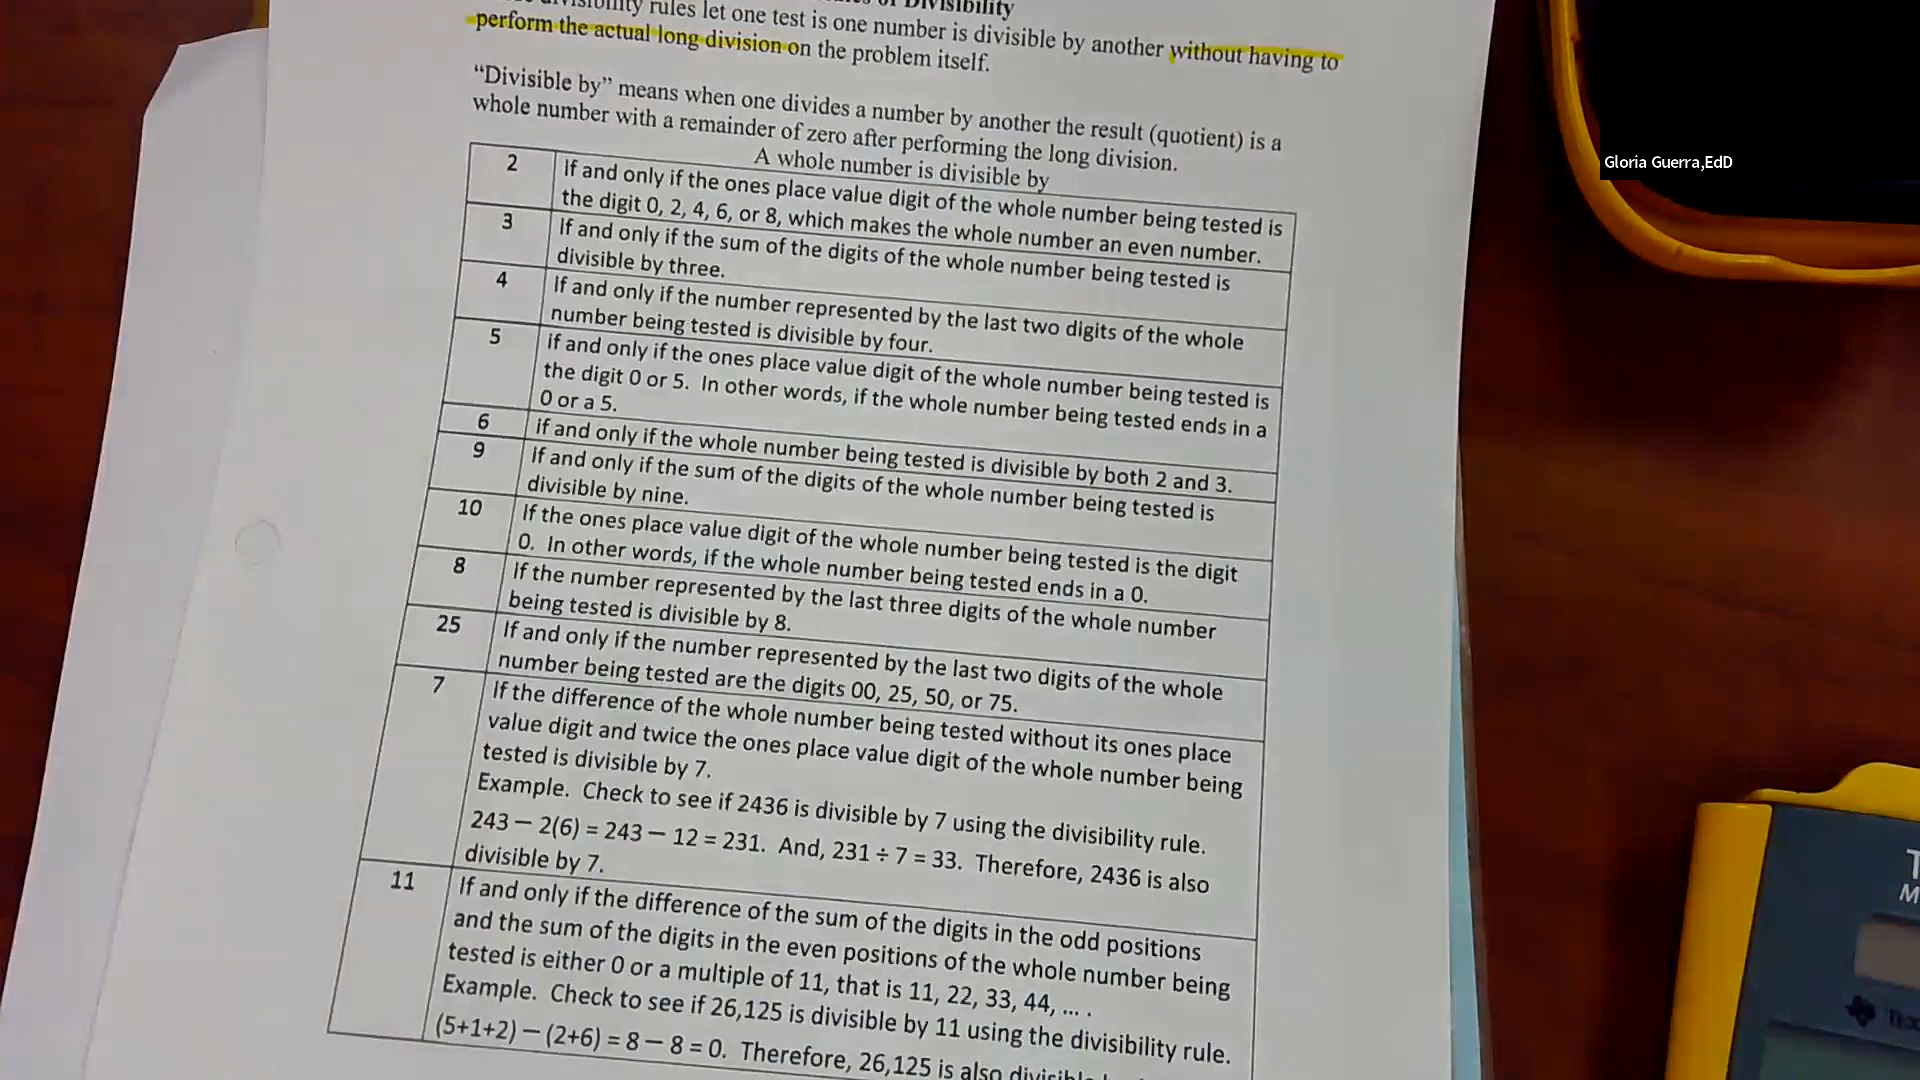 of Divisibility
divisibility rules let one test is one number is divisible by another without having to
perform the actual long division on the problem itself.
“Divisible by” means when one divides a number by another the result (quotient) is a
whole number with a remainder of zero after performing the long division.
A whole number is divisible by
2 If and only if the ones place value digit of the whole number being tested is
the digit 0, 2, 4, 6, or 8, which makes the whole number an even number.
3 If and only if the sum of the digits of the whole number being tested is
divisible by three.
4 If and only if the number represented by the last two digits of the whole
number being tested is divisible by four.
5 if and only if the ones place value digit of the whole number being tested is
the digit 0 or 5. In other words, if the whole number being tested ends in a
0 or a 5.
6 if and only if the whole number being tested is divisible by both 2 and 3.
9 If and only if the sum of the digits of the whole number being tested is
divisible by nine.
10 If the ones place value digit of the whole number being tested is the digit
0. In other words, if the whole number being tested ends in a 0.
8 If the number represented by the last three digits of the whole number
being tested is divisible by 8.
25 If and only if the number represented by the last two digits of the whole
number being tested are the digits 00, 25, 50, or 75.
7 If the difference of the whole number being tested without its ones place
value digit and twice the ones place value digit of the whole number being
tested is divisible by 7.
Example. Check to see if 2436 is divisible by 7 using the divisibility rule.
243 – 2(6) = 243 – 12 = 231. And, 231 ÷ 7 = 33. Therefore, 2436 is also
divisible by 7.
11 If and only if the difference of the sum of the digits in the odd positions
and the sum of the digits in the even positions of the whole number being
tested is either 0 or a multiple of 11, that is 11, 22, 33, 44, ... .
Example. Check to see if 26,125 is divisible by 11 using the divisibility rule.
(5+1+2) – (2+6) = 8 – 8 = 0. Therefore, 26,125 is also
Gloria Guerra,EdD